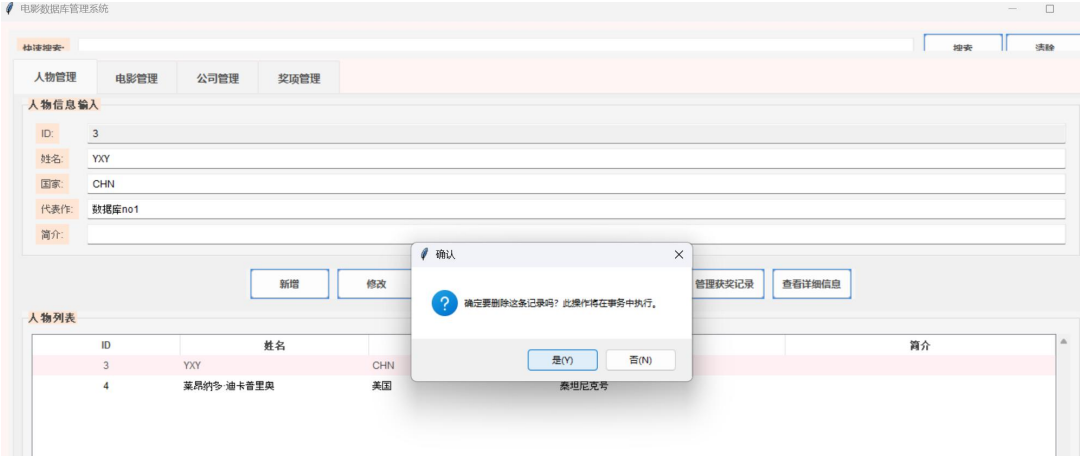 电影数据库管理系统
快速搜索: 搜索 清除
人物管理 电影管理 公司管理 奖项管理
人物信息输入
ID: 3
姓名: YXY
国家: CHN
代表作: 数据库no1
简介:
确认
新增 修改 管理获奖记录 查看详细信息
确定要删除这条记录吗？此操作将在事务中执行。
人物列表
ID 姓名 简介
是(Y) 否(N)
3 YXY CHN
4 莱昂纳多·迪卡普里奥 美国 泰坦尼克号